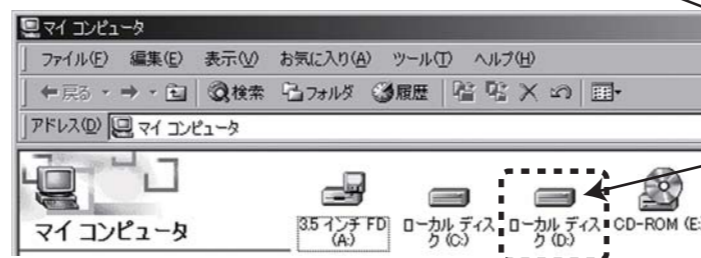 マイ コンピュータ
ファイル(F) 編集(E) 表示(V) お気に入り(A) ツール(T) ヘルプ(H)
戻る 検索 フォルダ 履歴
アドレス(D) マイ コンピュータ
マイ コンピュータ
3.5 インチ FD (A:)
ローカル ディスク (C:)
ローカル ディスク (D:)
CD-ROM (E: